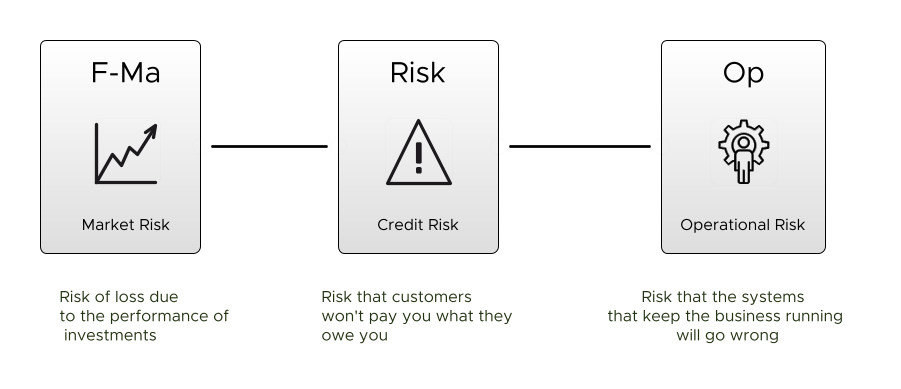 F-Ma
Risk
Op
Market Risk
Credit Risk
Operational Risk
Risk of loss due
to the performance of
investments
Risk that customers
won't pay you what they
owe you
Risk that the systems
that keep the business running
will go wrong